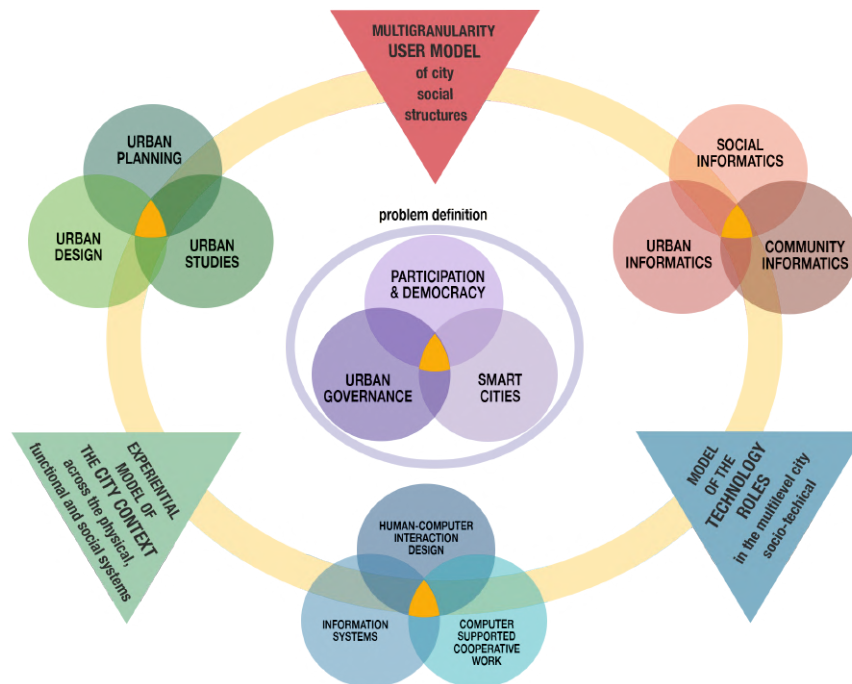 MULTIGRANULARITY
USER MODEL
of city
social
structures
URBAN
PLANNING
URBAN
DESIGN
URBAN
STUDIES
SOCIAL
INFORMATICS
URBAN
INFORMATICS
COMMUNITY
INFORMATICS
problem definition
PARTICIPATION
& DEMOCRACY
URBAN
GOVERNANCE
SMART
CITIES
EXPERIENTIAL
MODEL OF
THE CITY CONTEXT
across the physical,
functional and social systems
MODEL
OF THE
TECHNOLOGY
ROLES
in the multilevel city
socio-techical
HUMAN-COMPUTER
INTERACTION
DESIGN
INFORMATION
SYSTEMS
COMPUTER
SUPPORTED
COOPERATIVE
WORK